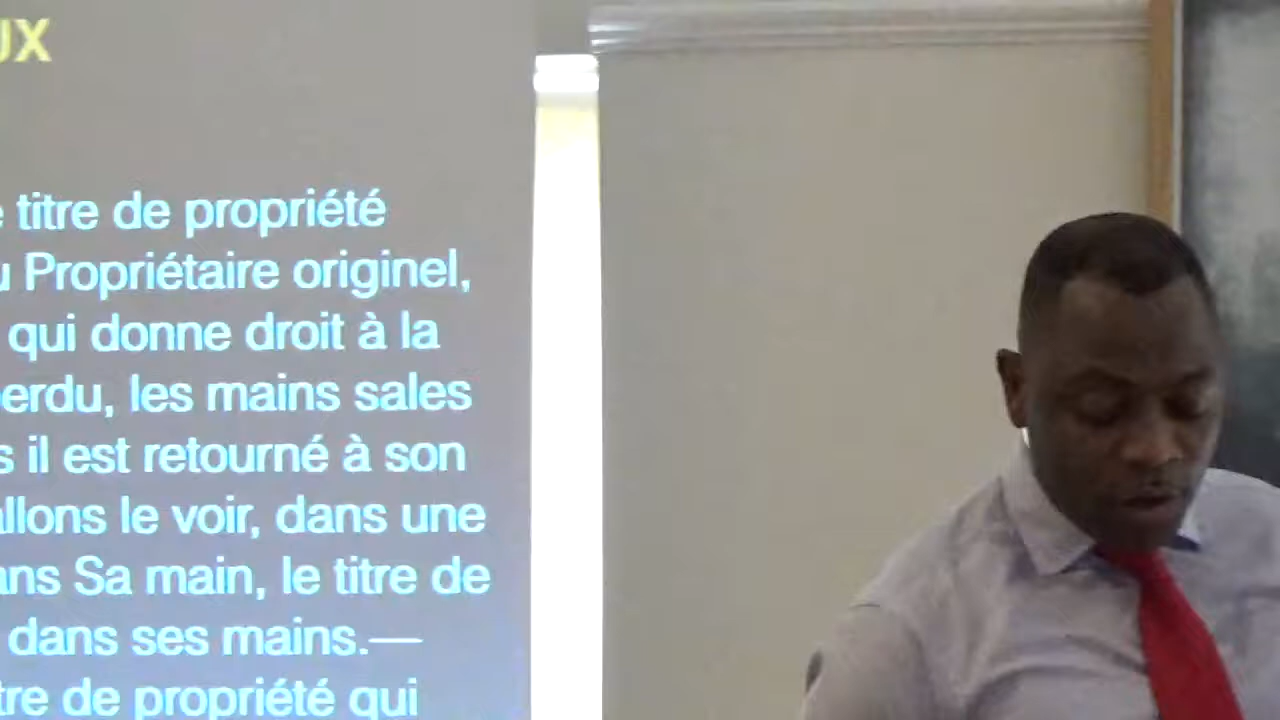 UX
titre de propriété
Propriétaire originel,
qui donne droit à la
erdu, les mains sales
il est retourné à son
allons le voir, dans une
ans Sa main, le titre de
dans ses mains.—
tre de propriété qui